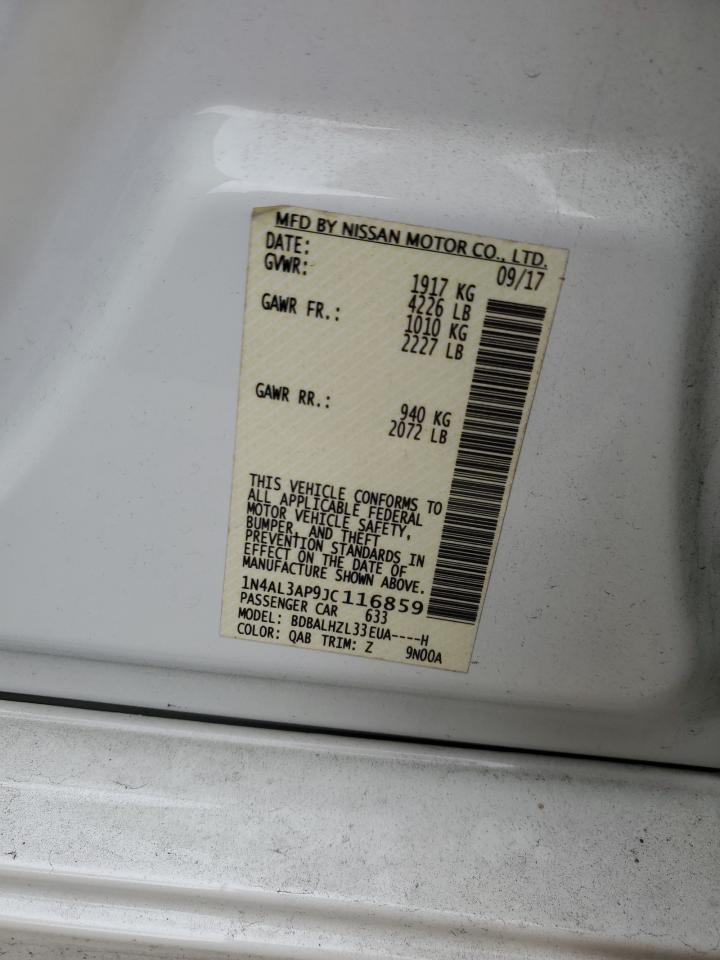 MFD BY NISSAN MOTOR CO., LTD.
DATE: 09/17
GVWR: 1917 KG
4226 LB
GAWR FR.: 1010 KG
2227 LB
GAWR RR.: 940 KG
2072 LB
THIS VEHICLE CONFORMS TO
ALL APPLICABLE FEDERAL
MOTOR VEHICLE SAFETY,
BUMPER, AND THEFT
PREVENTION STANDARDS IN
EFFECT ON THE DATE OF
MANUFACTURE SHOWN ABOVE.
1N4AL3AP9JC116859
PASSENGER CAR 633
MODEL: BDBALHZL33EUA----H
COLOR: QAB TRIM: Z 9N00A